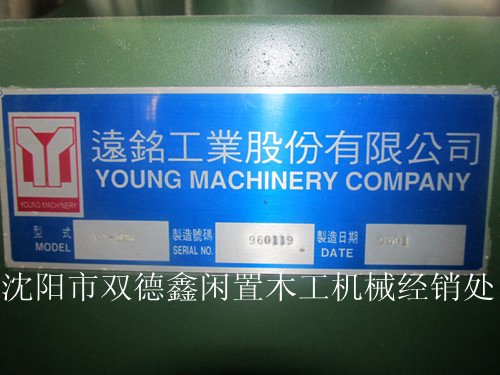 遠銘工業股份有限公司
YOUNG MACHINERY COMPANY
YOUNG MACHINERY
型 式 製造號碼 960119 製造日期
MODEL SERIAL NO. DATE
沈阳市双德鑫闲置木工机械经销处